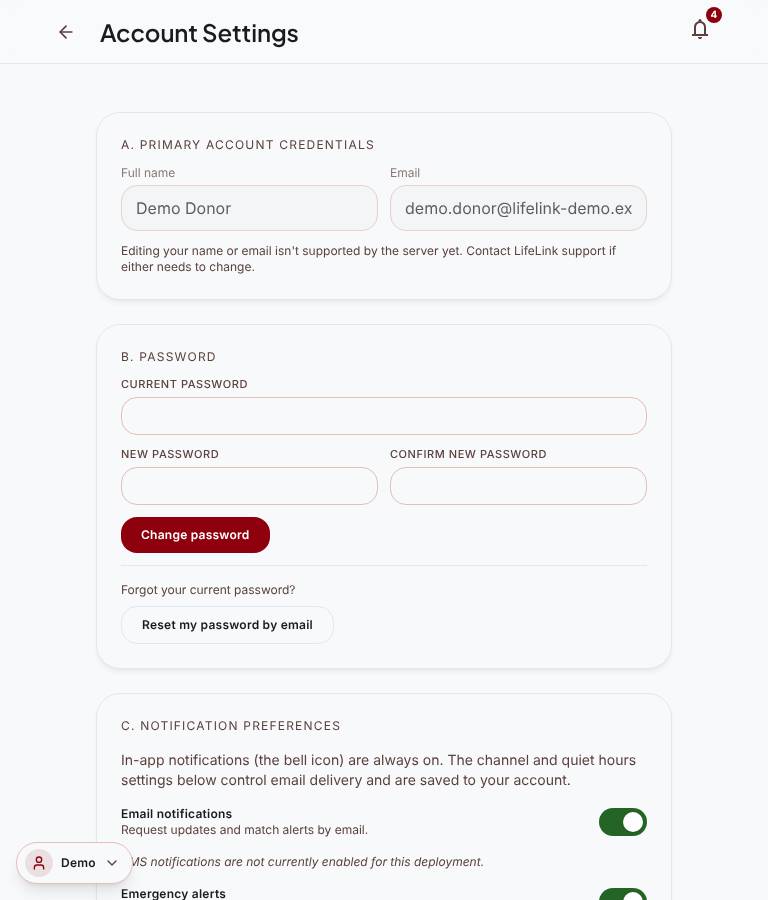 Account Settings
4
A. PRIMARY ACCOUNT CREDENTIALS
Full name
Email
Demo Donor
demo.donor@lifelink-demo.ex
Editing your name or email isn't supported by the server yet. Contact LifeLink support if
either needs to change.
B. PASSWORD
CURRENT PASSWORD
NEW PASSWORD
CONFIRM NEW PASSWORD
Change password
Forgot your current password?
Reset my password by email
C. NOTIFICATION PREFERENCES
In-app notifications (the bell icon) are always on. The channel and quiet hours
settings below control email delivery and are saved to your account.
Email notifications
Request updates and match alerts by email.
MS notifications are not currently enabled for this deployment.
Demo
Emergency alerts